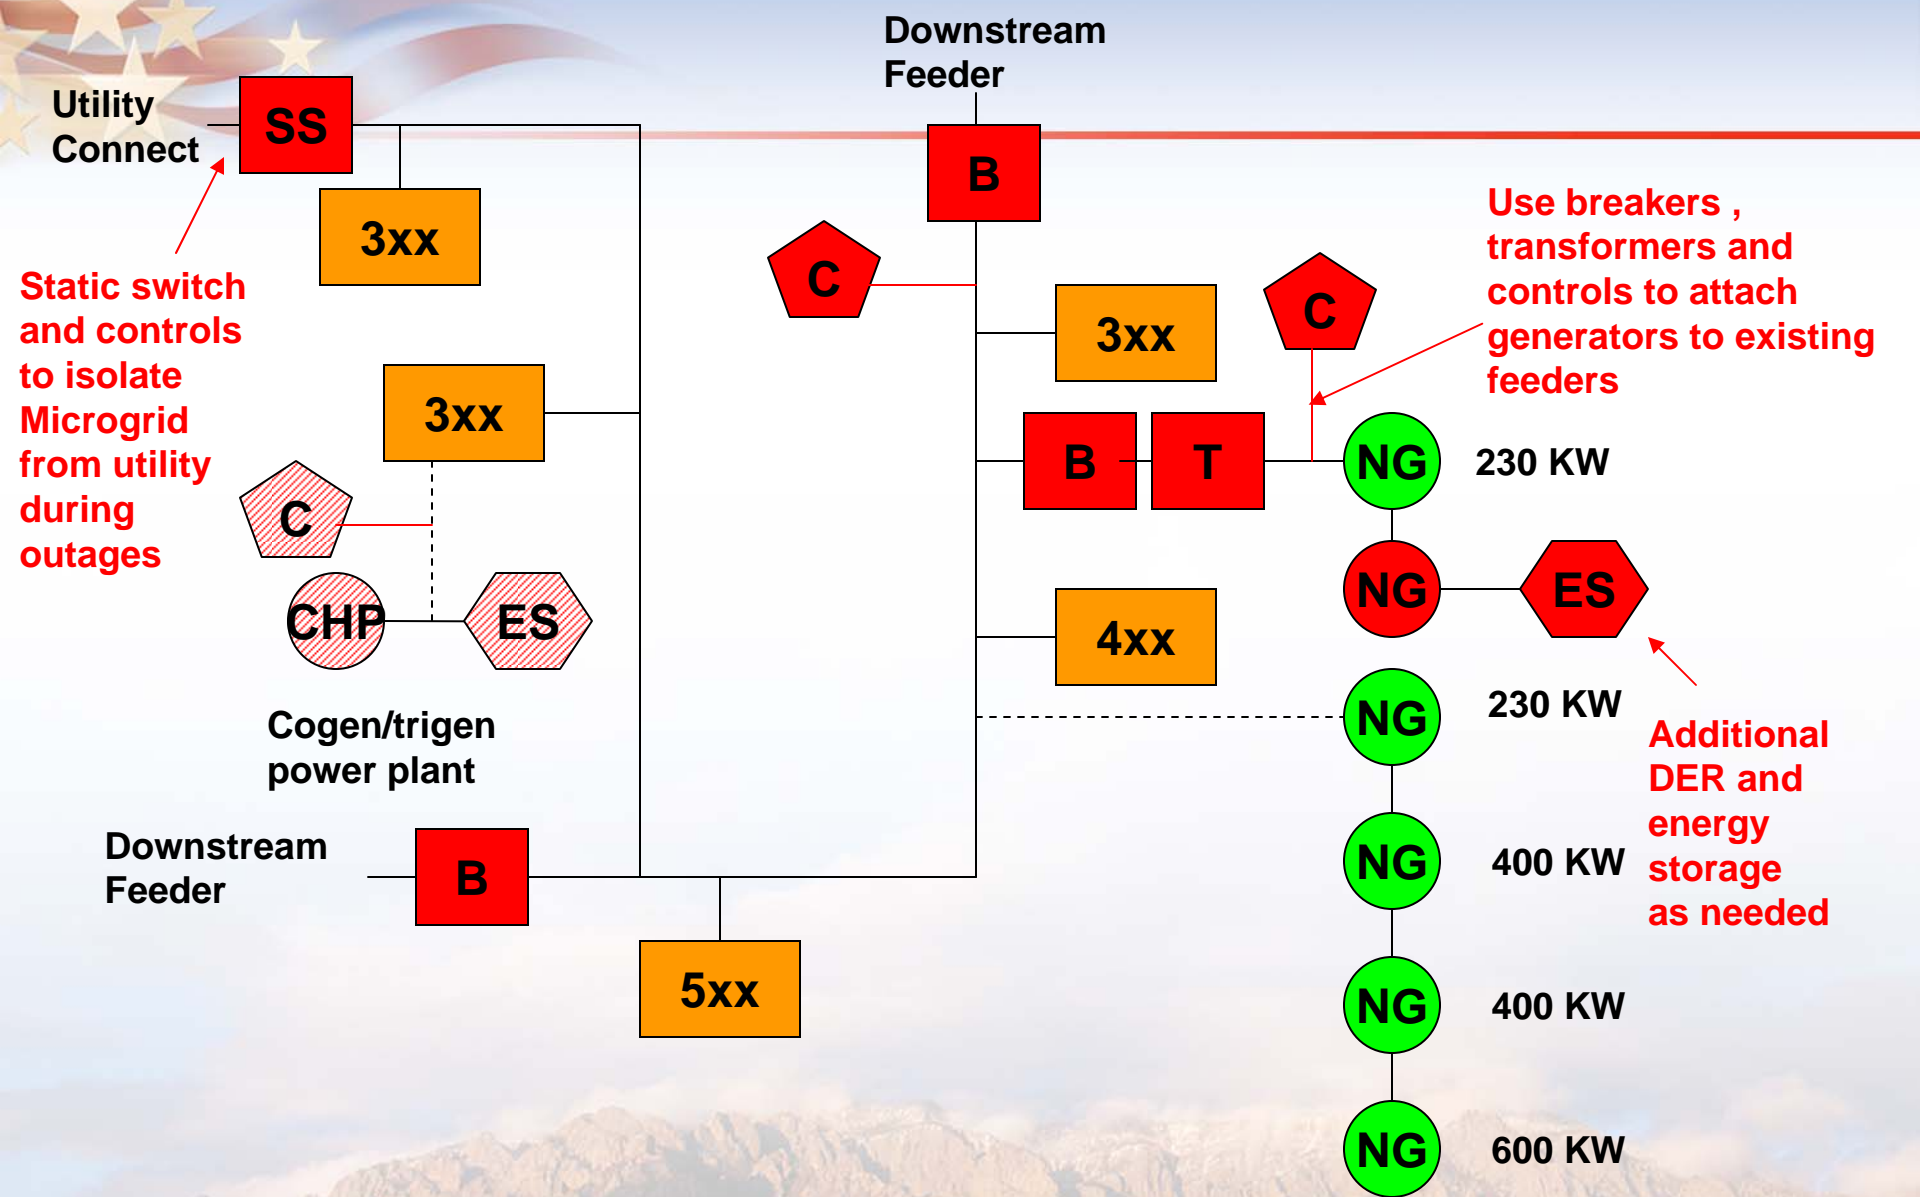 Downstream
Feeder
Utility
Connect
SS
B
3xx
Use breakers ,
transformers and
controls to attach
generators to existing
feeders
C
3xx
C
Static switch
and controls
to isolate
Microgrid
from utility
during
outages
3xx
B
T
NG
230 KW
C
CHP
ES
NG
ES
4xx
Cogen/trigen
power plant
NG
230 KW
Additional
DER and
energy
storage
as needed
Downstream
Feeder
B
NG
400 KW
5xx
NG
400 KW
NG
600 KW